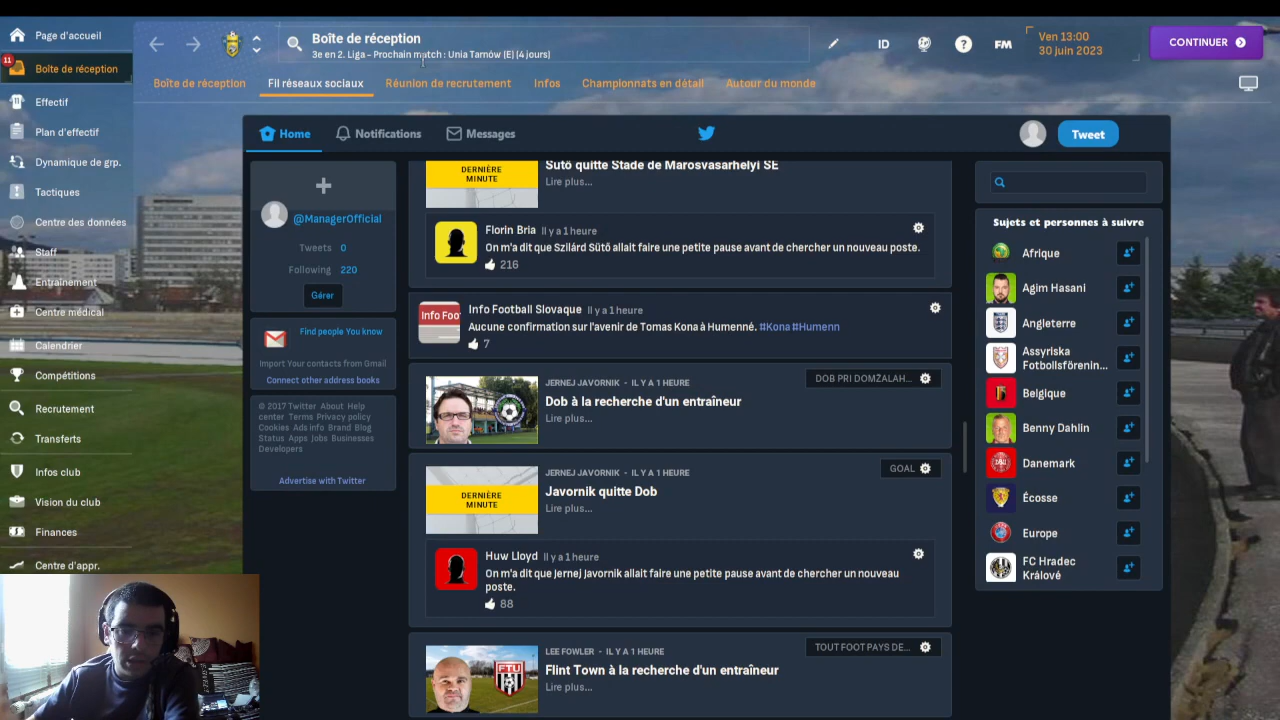 Page d'accueil
11
Boîte de réception
Effectif
Plan d'effectif
Dynamique de grp.
Tactiques
Centre des données
Staff
Entraînement
Centre médical
Calendrier
Compétitions
Recrutement
Transferts
Infos club
Vision du club
Finances
Centre d'appr.
Boîte de réception
3e en 2. Liga - Prochain match : Unia Tarnów (E) (4 jours)
ID
?
FM
Ven 13:00
30 juin 2023
CONTINUER
Boîte de réception
Fil réseaux sociaux
Réunion de recrutement
Infos
Championnats en détail
Autour du monde
Home
Notifications
Messages
Tweet
@ManagerOfficial
Tweets 0
Following 220
Gérer
Find people You know
Import Your contacts from Gmail
Connect other address books
© 2017 Twitter About Help
center Terms Privacy policy
Cookies Ads info Brand Blog
Status Apps Jobs Businesses
Developers
Advertise with Twitter
DERNIÈRE
MINUTE
Sütő quitte Stade de Marosvasarhelyi SE
Lire plus...
Florin Bria Il y a 1 heure
On m'a dit que Szilárd Sütő allait faire une petite pause avant de chercher un nouveau poste.
216
Info Foot
Info Football Slovaque Il y a 1 heure
Aucune confirmation sur l'avenir de Tomas Kona à Humenné. #Kona #Humenn
7
JERNEJ JAVORNIK - IL Y A 1 HEURE
DOB PRI DOMŽALAH...
Dob à la recherche d'un entraîneur
Lire plus...
JERNEJ JAVORNIK - IL Y A 1 HEURE
GOAL
DERNIÈRE
MINUTE
Javornik quitte Dob
Lire plus...
Huw Lloyd Il y a 1 heure
On m'a dit que Jernej Javornik allait faire une petite pause avant de chercher un nouveau
poste.
88
LEE FOWLER - IL Y A 1 HEURE
TOUT FOOT PAYS DE...
FTU
Flint Town à la recherche d'un entraîneur
Lire plus...
Sujets et personnes à suivre
Afrique
Agim Hasani
Angleterre
Assyriska
Fotbollsförenin...
Belgique
Benny Dahlin
Danemark
Écosse
Europe
FC Hradec
Králové